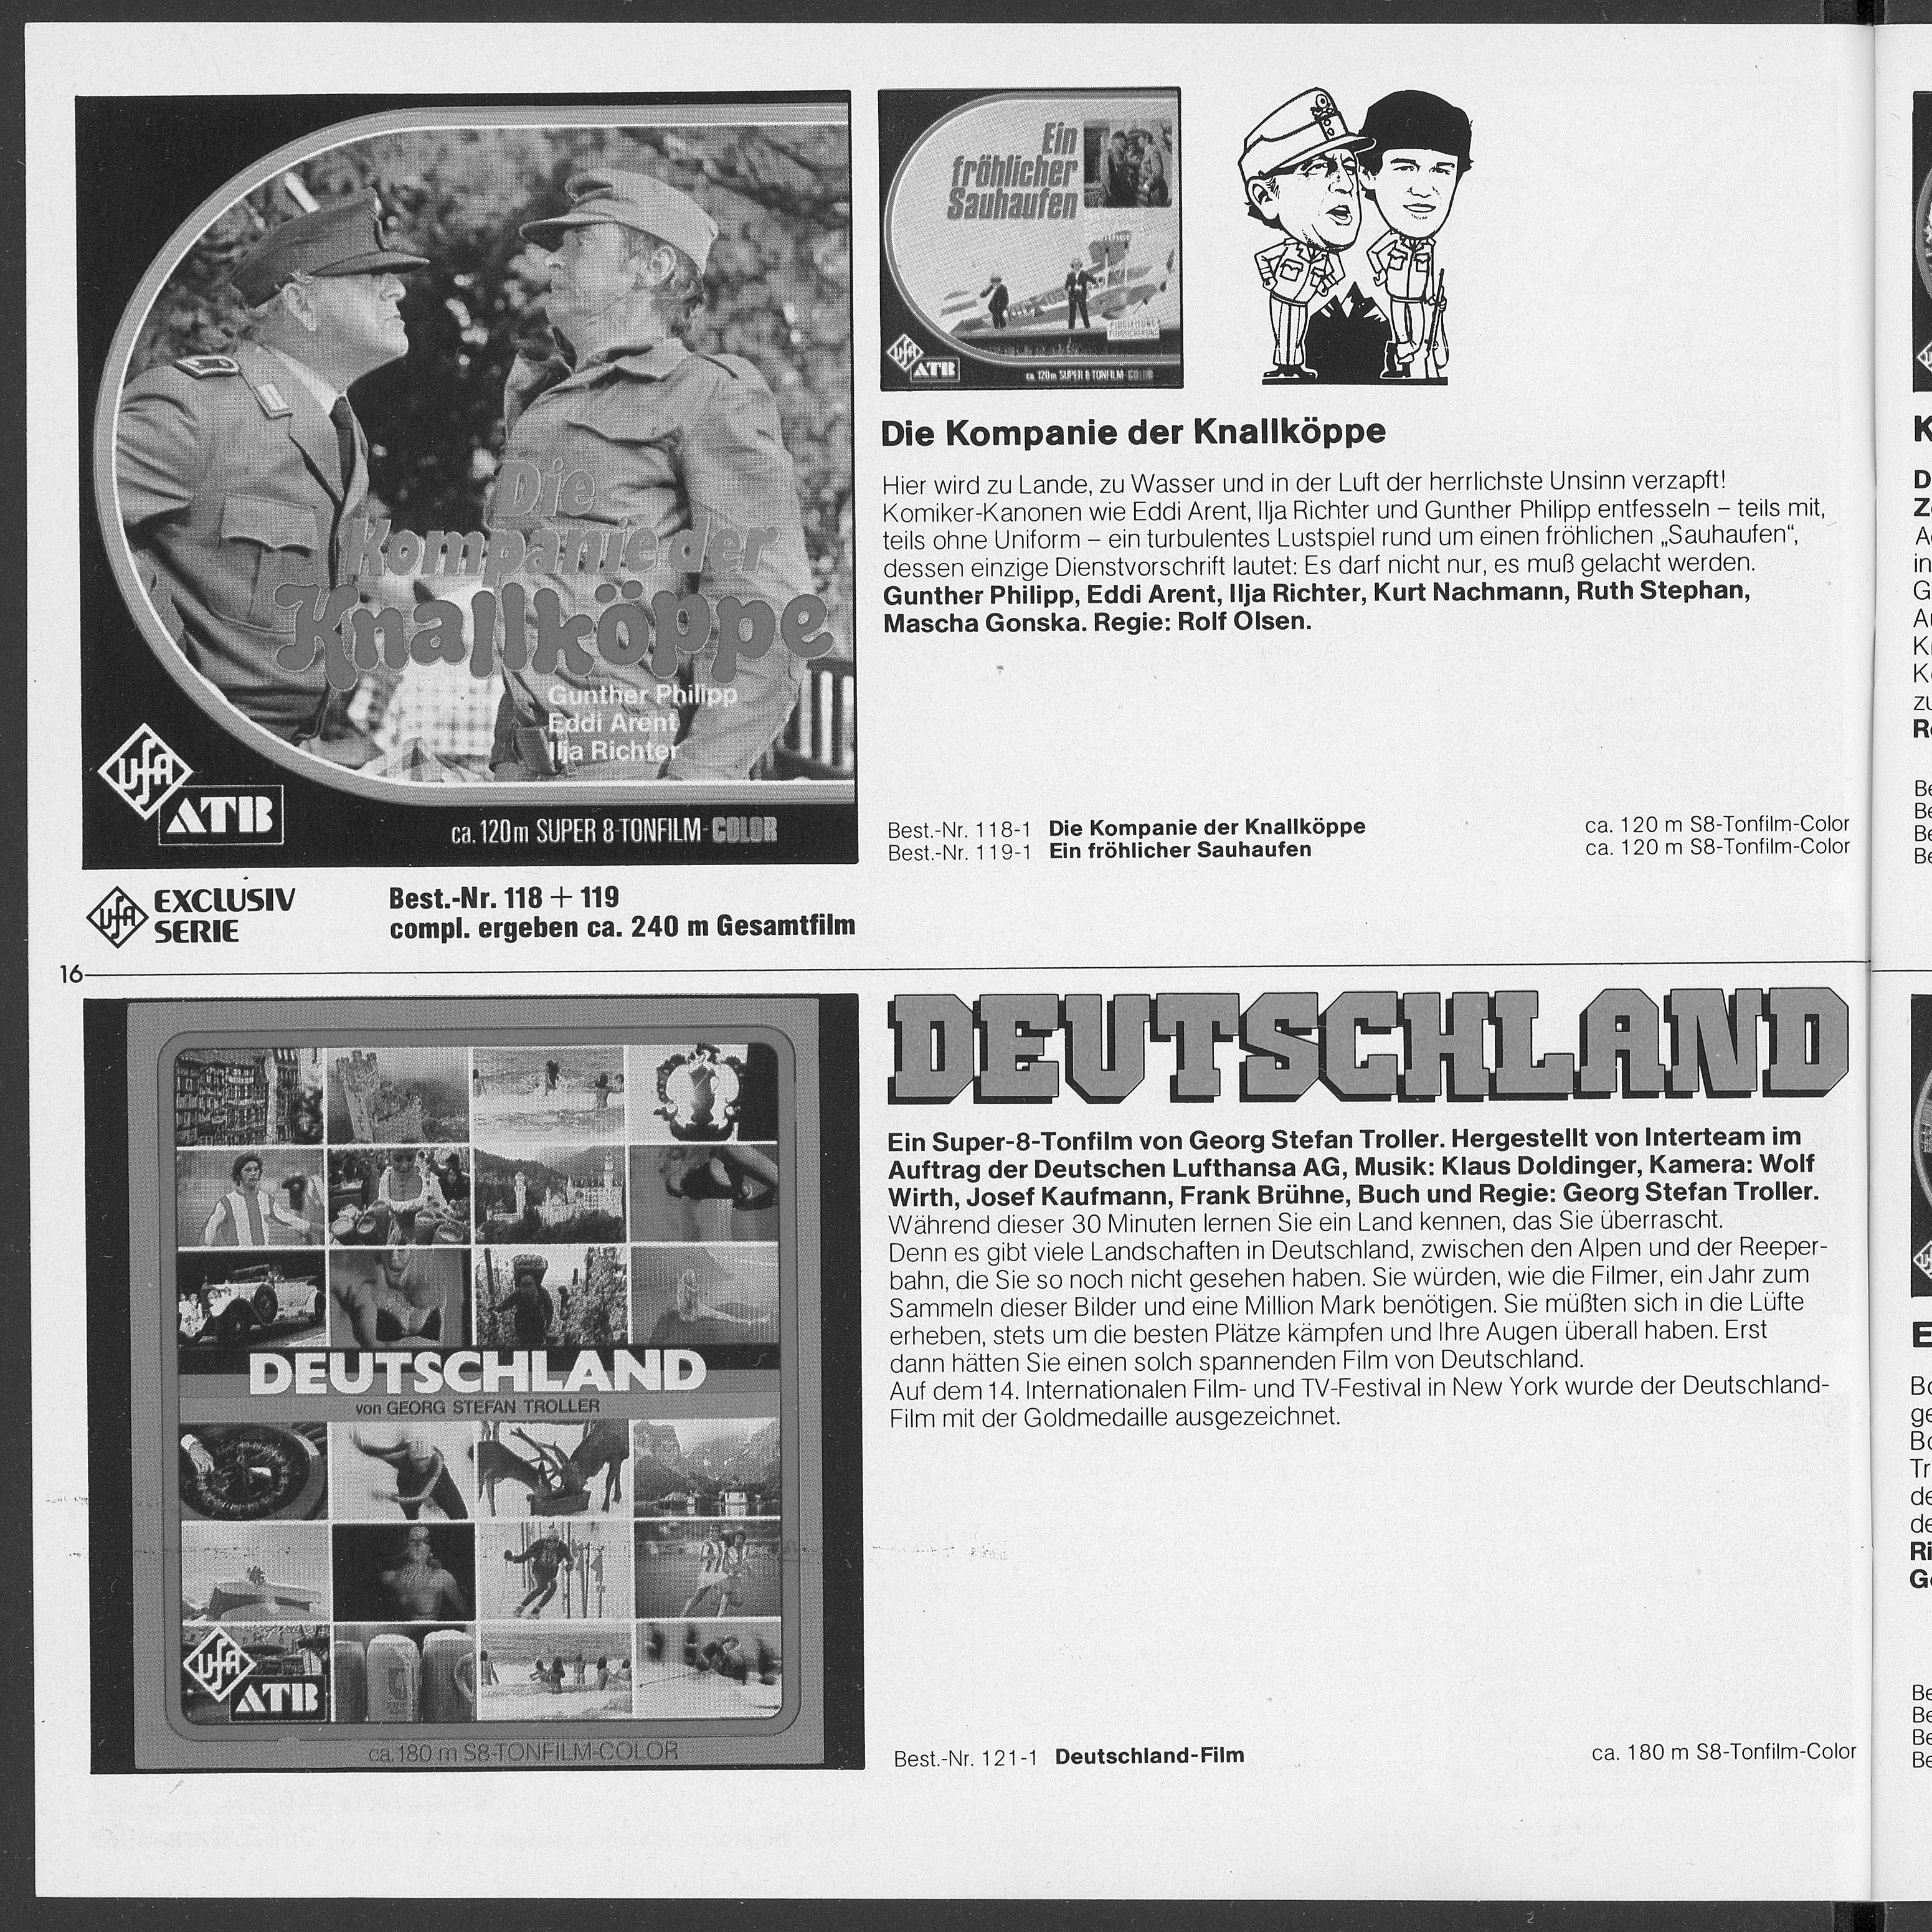 Die
Kompanie der
Knallköppe
Gunther Philipp
Eddi Arent
Ilja Richter
Ufa
ATB
ca. 120 m SUPER 8-TONFILM-COLOR
Ein
fröhlicher
Sauhaufen
Ilja Richter
Ufa
ATB
ca. 120 m SUPER 8 TONFILM-COLOR
Die Kompanie der Knallköppe
Hier wird zu Lande, zu Wasser und in der Luft der herrlichste Unsinn verzapft!
Komiker-Kanonen wie Eddi Arent, Ilja Richter und Gunther Philipp entfesseln – teils mit,
teils ohne Uniform – ein turbulentes Lustspiel rund um einen fröhlichen „Sauhaufen“,
dessen einzige Dienstvorschrift lautet: Es darf nicht nur, es muß gelacht werden.
Gunther Philipp, Eddi Arent, Ilja Richter, Kurt Nachmann, Ruth Stephan,
Mascha Gonska. Regie: Rolf Olsen.
Best.-Nr. 118-1 Die Kompanie der Knallköppe ca. 120 m S8-Tonfilm-Color
Best.-Nr. 119-1 Ein fröhlicher Sauhaufen ca. 120 m S8-Tonfilm-Color
Ufa EXCLUSIV
SERIE
Best.-Nr. 118 + 119
compl. ergeben ca. 240 m Gesamtfilm
16
DEUTSCHLAND
von GEORG STEFAN TROLLER
Ufa
ATB
ca. 180 m S8-TONFILM-COLOR
DEUTSCHLAND
Ein Super-8-Tonfilm von Georg Stefan Troller. Hergestellt von Interteam im
Auftrag der Deutschen Lufthansa AG, Musik: Klaus Doldinger, Kamera: Wolf
Wirth, Josef Kaufmann, Frank Brühne, Buch und Regie: Georg Stefan Troller.
Während dieser 30 Minuten lernen Sie ein Land kennen, das Sie überrascht.
Denn es gibt viele Landschaften in Deutschland, zwischen den Alpen und der Reeper-
bahn, die Sie so noch nicht gesehen haben. Sie würden, wie die Filmer, ein Jahr zum
Sammeln dieser Bilder und eine Million Mark benötigen. Sie müßten sich in die Lüfte
erheben, stets um die besten Plätze kämpfen und Ihre Augen überall haben. Erst
dann hätten Sie einen solch spannenden Film von Deutschland.
Auf dem 14. Internationalen Film- und TV-Festival in New York wurde der Deutschland-
Film mit der Goldmedaille ausgezeichnet.
Best.-Nr. 121-1 Deutschland-Film ca. 180 m S8-Tonfilm-Color